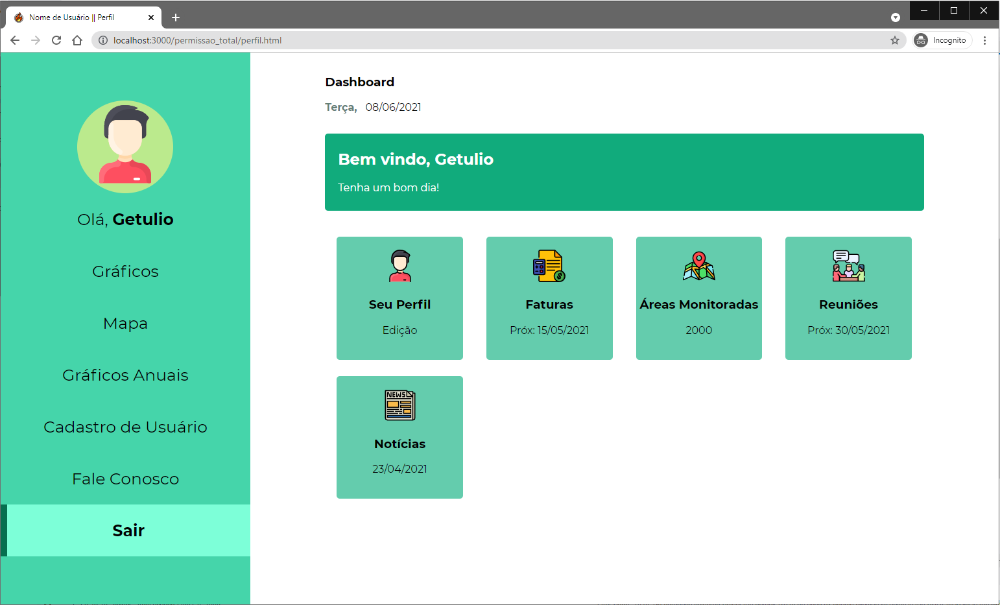 Nome de Usuário || Perfil
localhost:3000/permissao_total/perfil.html
Incognito
Olá, Getulio
Gráficos
Mapa
Gráficos Anuais
Cadastro de Usuário
Fale Conosco
Sair
Dashboard
Terça, 08/06/2021
Bem vindo, Getulio
Tenha um bom dia!
Seu Perfil
Edição
Faturas
Próx: 15/05/2021
Áreas Monitoradas
2000
Reuniões
Próx: 30/05/2021
NEWS
Notícias
23/04/2021